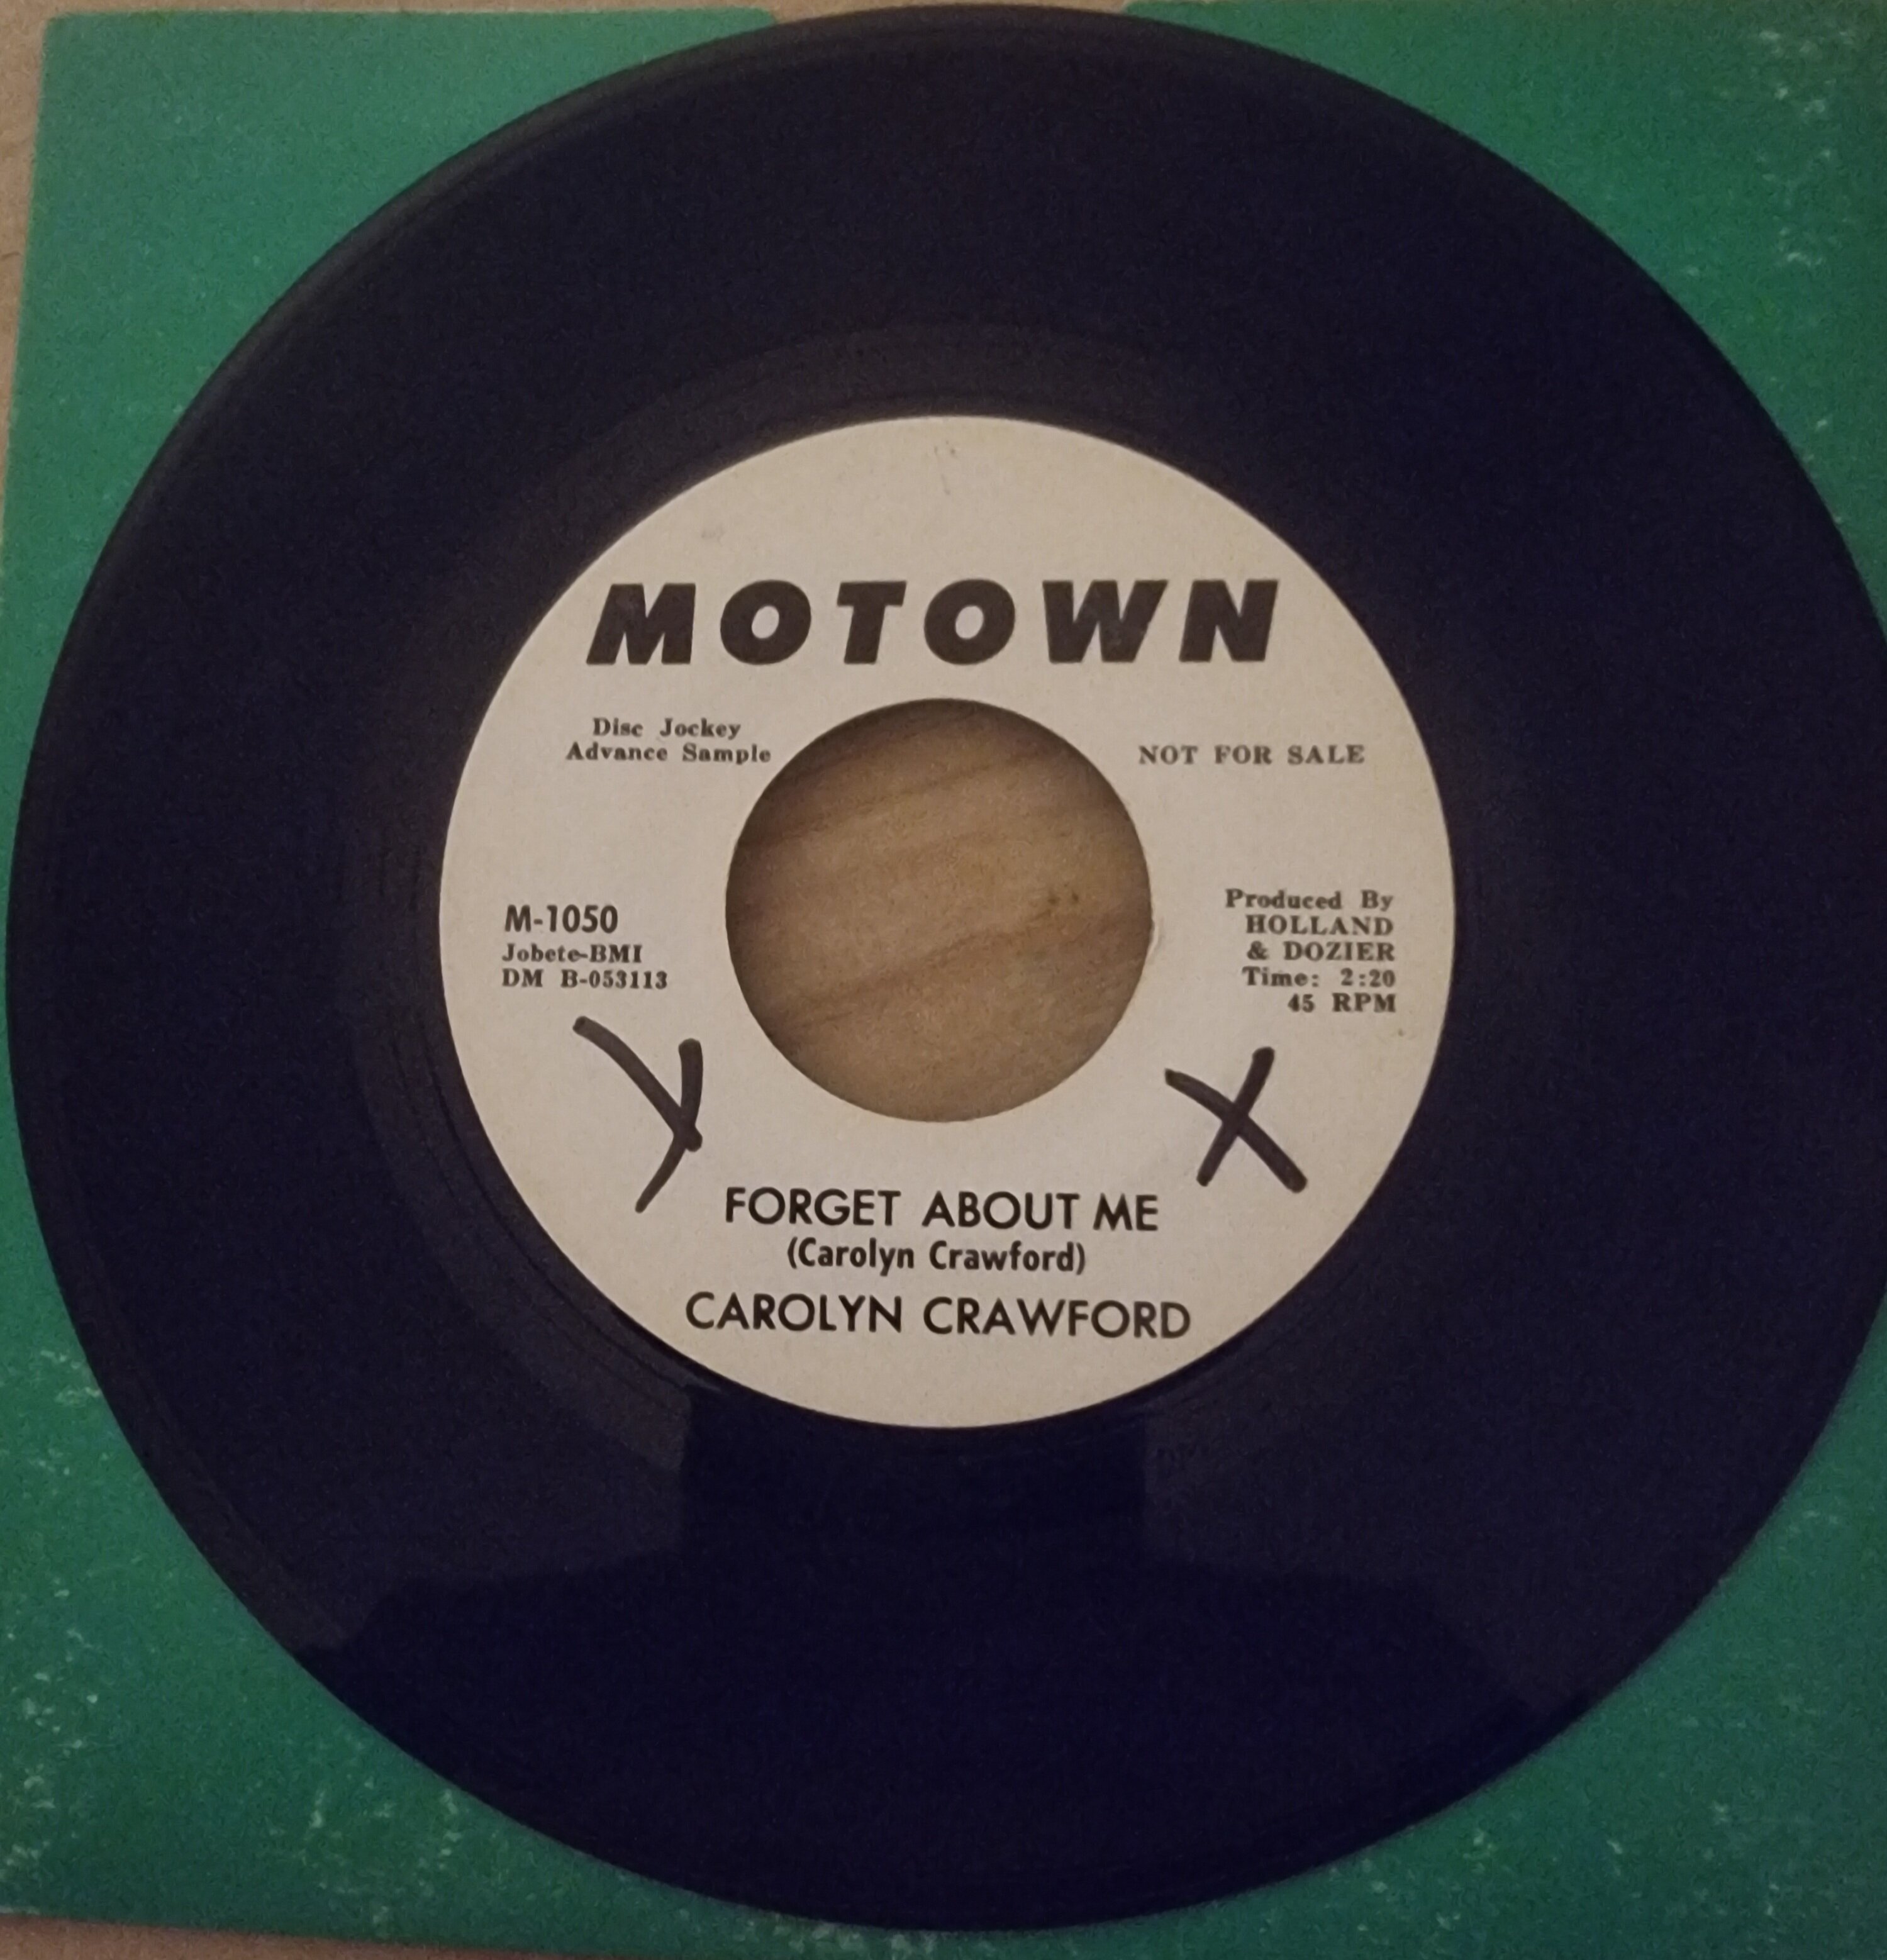 MOTOWN
Disc Jockey
Advance Sample
NOT FOR SALE
M-1050
Jobete-BMI
DM B-053113
Produced By
HOLLAND
& DOZIER
Time: 2:20
45 RPM
X
X
FORGET ABOUT ME
(Carolyn Crawford)
CAROLYN CRAWFORD